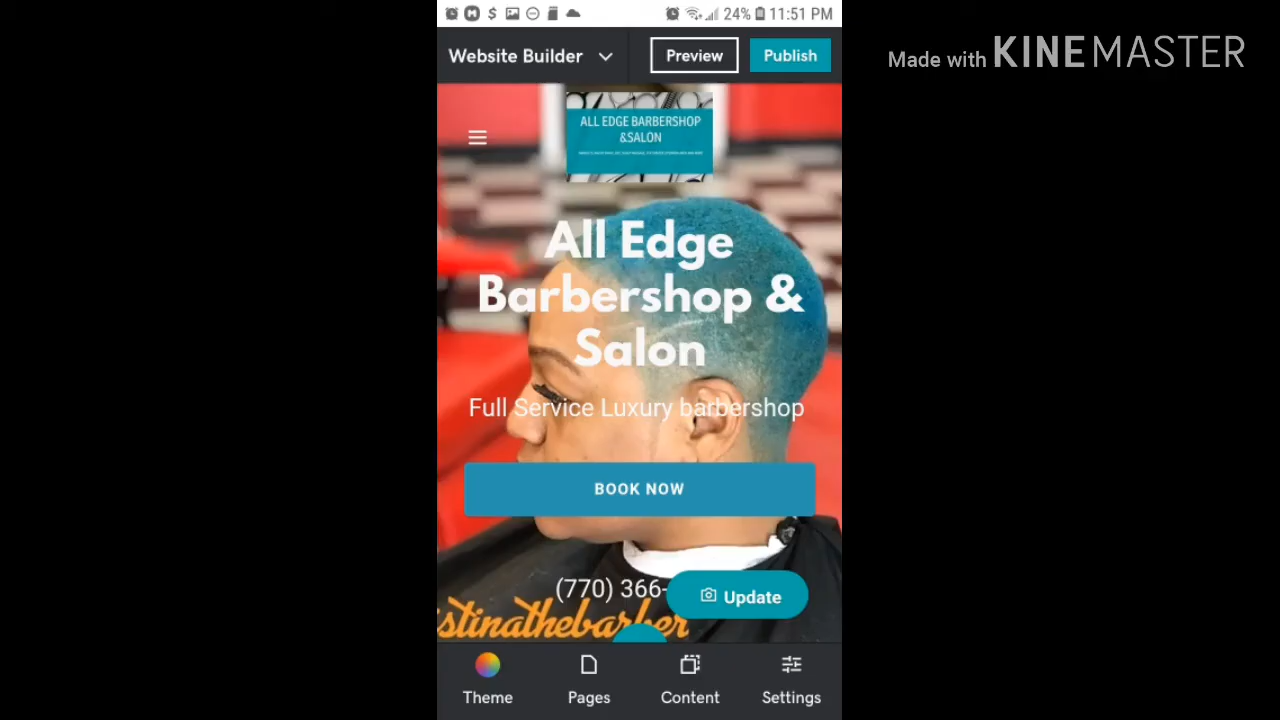 24% 11:51 PM
Made with KINEMASTER
Website Builder
Preview
Publish
ALL EDGE BARBERSHOP
&SALON
All Edge
Barbershop &
Salon
Full Service Luxury barbershop
BOOK NOW
(770) 366-
Update
stinathebarber
Theme
Pages
Content
Settings